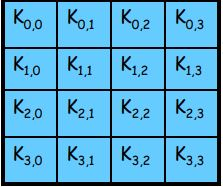 K0,0 K0,1 K0,2 K0,3
K1,0 K1,1 K1,2 K1,3
K2,0 K2,1 K2,2 K2,3
K3,0 K3,1 K3,2 K3,3